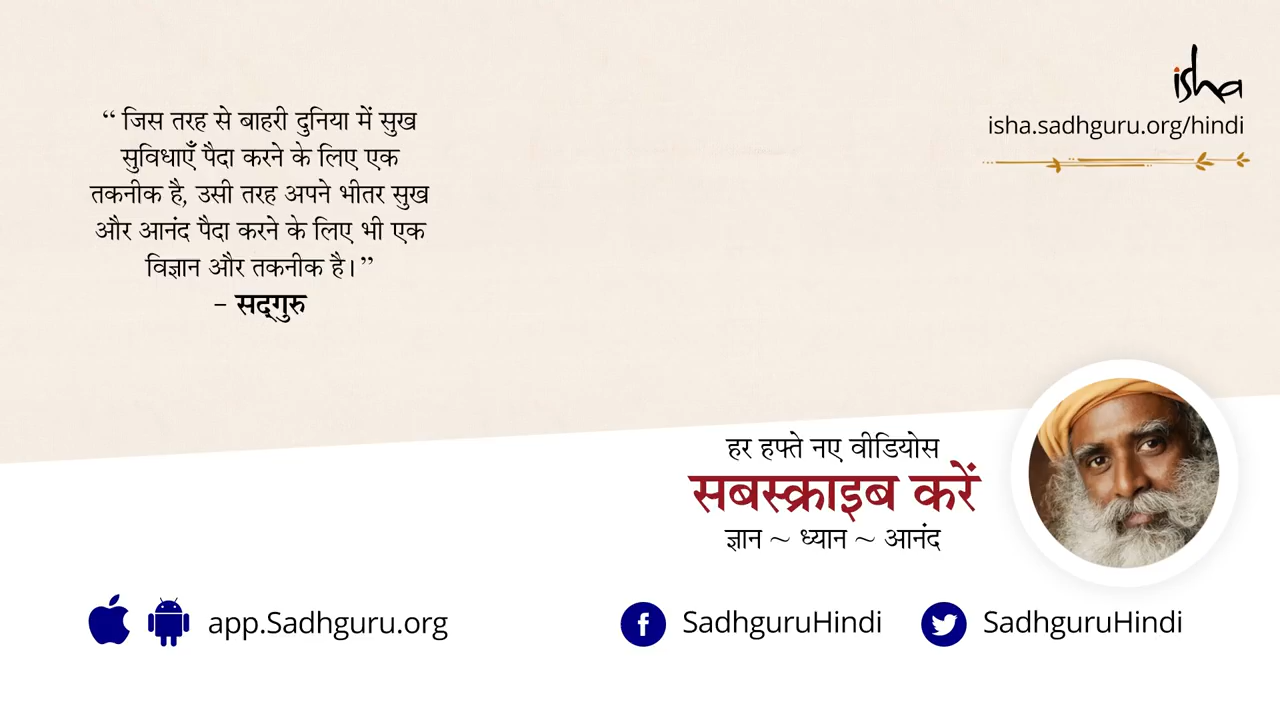 “ जिस तरह से बाहरी दुनिया में सुख
सुविधाएँ पैदा करने के लिए एक
तकनीक है, उसी तरह अपने भीतर सुख
और आनंद पैदा करने के लिए भी एक
विज्ञान और तकनीक है।”
- सद्गुरु
isha
isha.sadhguru.org/hindi
हर हफ्ते नए वीडियोस
सबस्क्राइब करें
ज्ञान ~ ध्यान ~ आनंद
app.Sadhguru.org
SadhguruHindi
SadhguruHindi